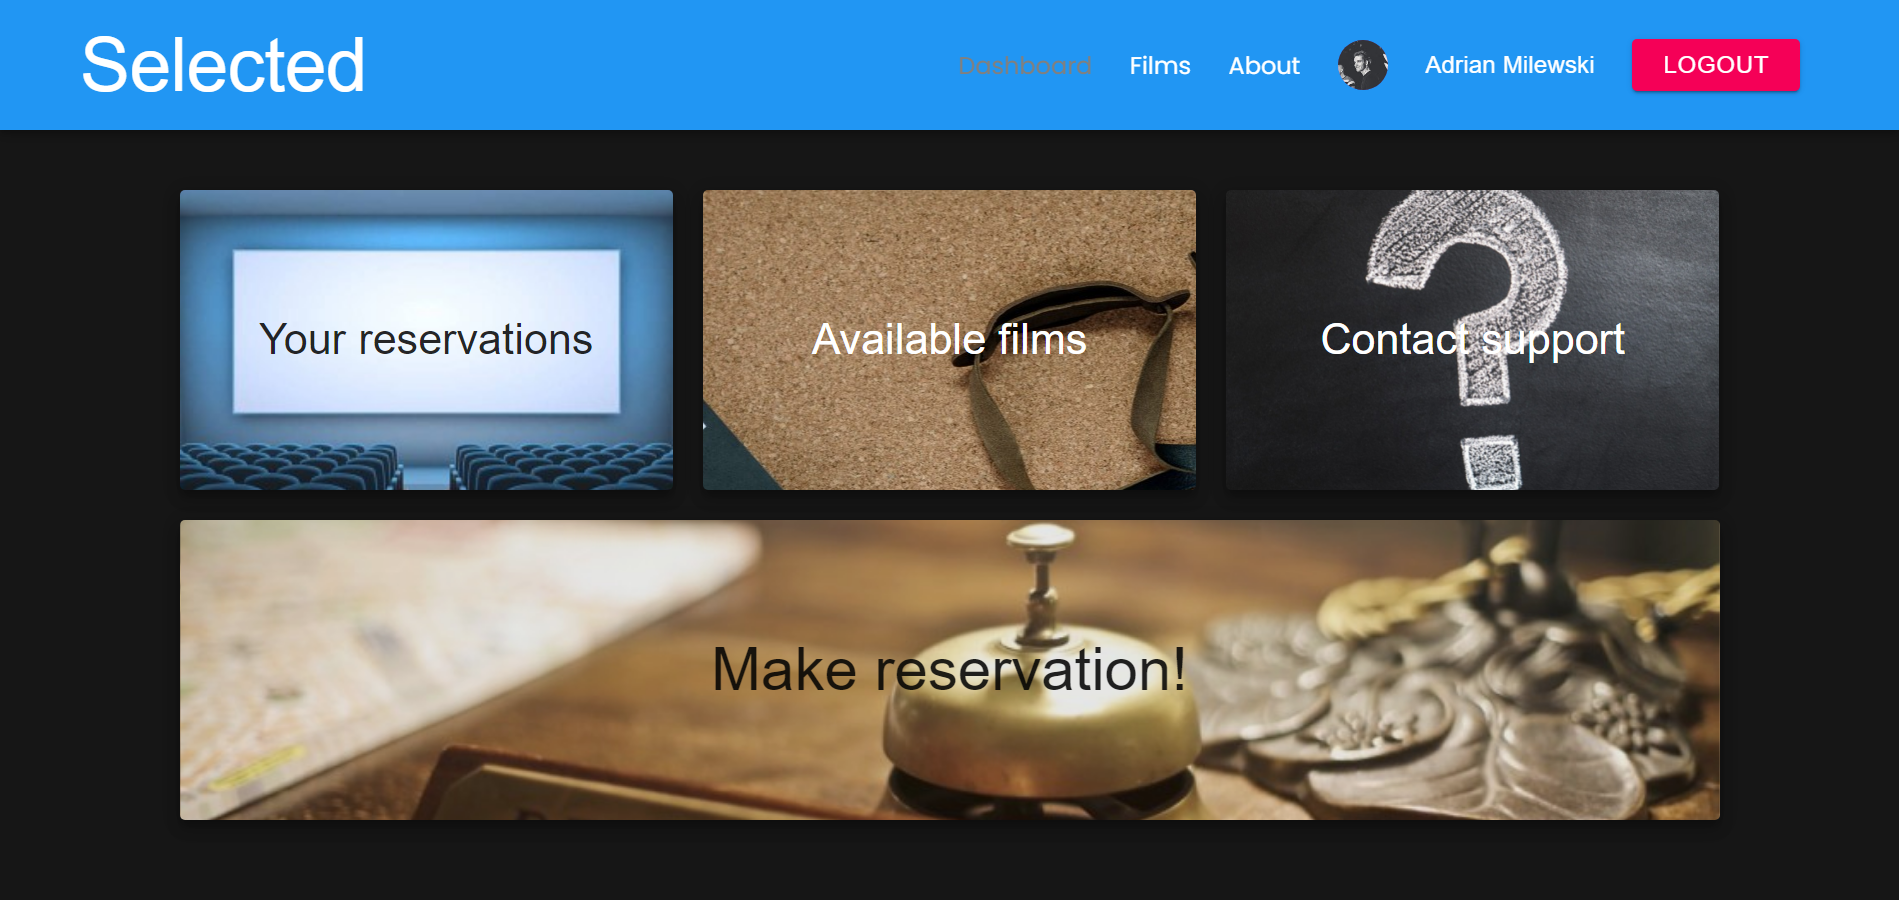 Selected
Dashboard
Films
About
Adrian Milewski
LOGOUT
Your reservations
Available films
Contact support
Make reservation!